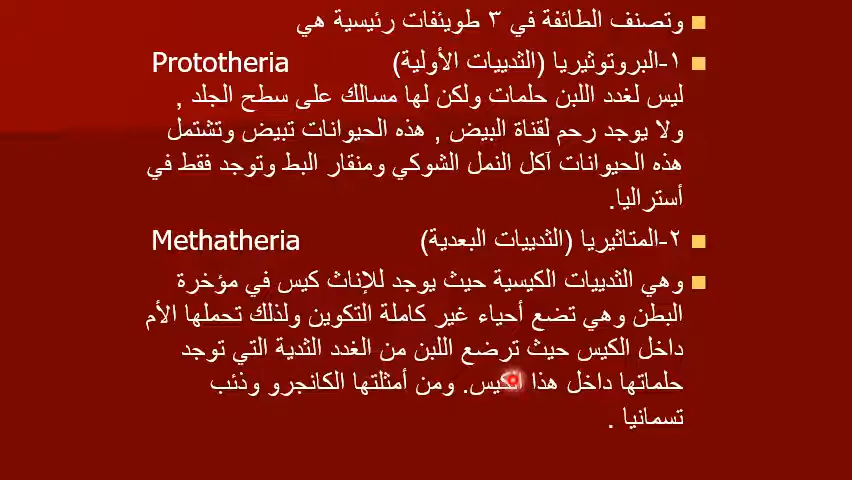 وتصنف الطائفة في ٣ طويئفات رئيسية هي
١-البروتوثيريا (الثدييات الأولية) Prototheria
ليس لغدد اللبن حلمات ولكن لها مسالك على سطح الجلد ,
ولا يوجد رحم لقناة البيض , هذه الحيوانات تبيض وتشتمل
هذه الحيوانات آكل النمل الشوكي ومنقار البط وتوجد فقط في
أستراليا.
٢-المتاثيريا (الثدييات البعدية) Methatheria
وهي الثدييات الكيسية حيث يوجد للإناث كيس في مؤخرة
البطن وهي تضع أحياء غير كاملة التكوين ولذلك تحملها الأم
داخل الكيس حيث ترضع اللبن من الغدد الثدية التي توجد
حلماتها داخل هذا الكيس. ومن أمثلتها الكانجرو وذئب
تسمانيا .